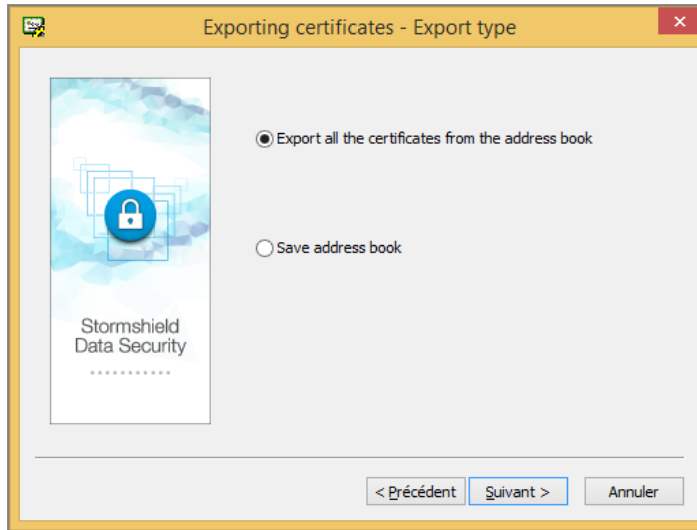 Exporting certificates - Export type
Export all the certificates from the address book
Save address book
Stormshield
Data Security
< Précédent
Suivant >
Annuler